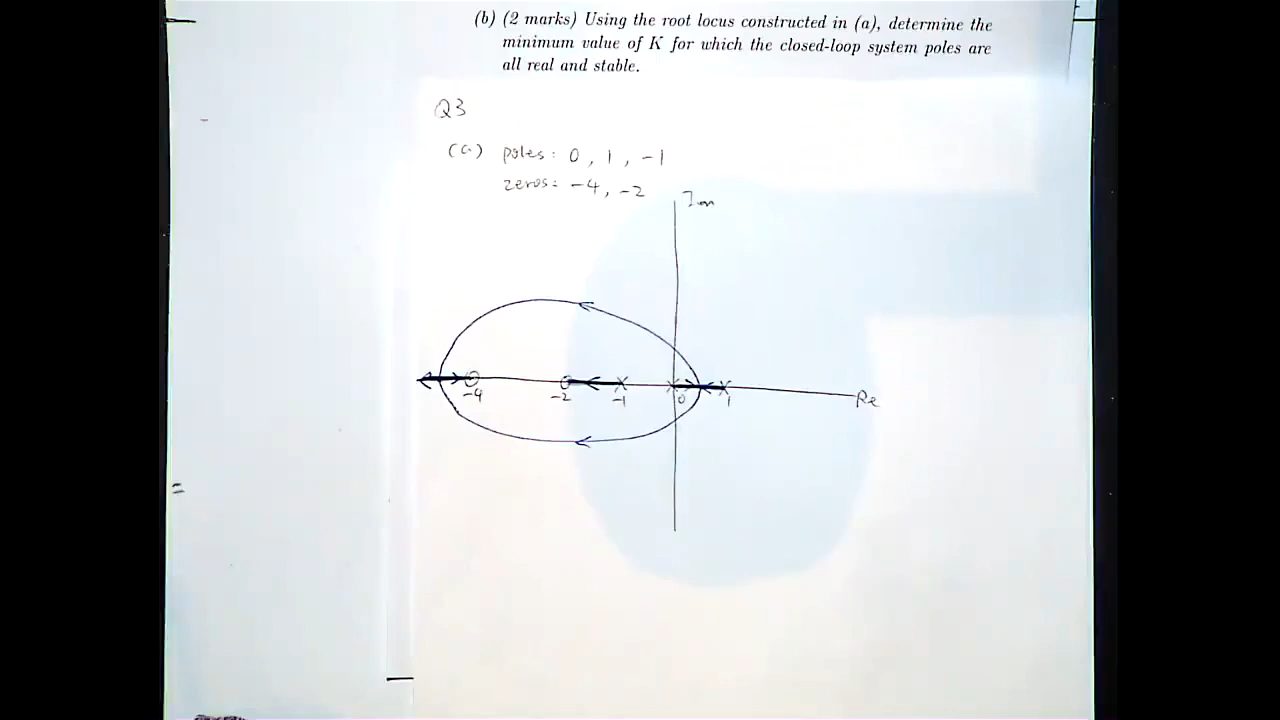 (b) (2 marks) Using the root locus constructed in (a), determine the
minimum value of K for which the closed-loop system poles are
all real and stable.
Q3
(a) poles: 0, 1, -1
zeros: -4, -2
Im
-4
-2
-1
0
1
Re